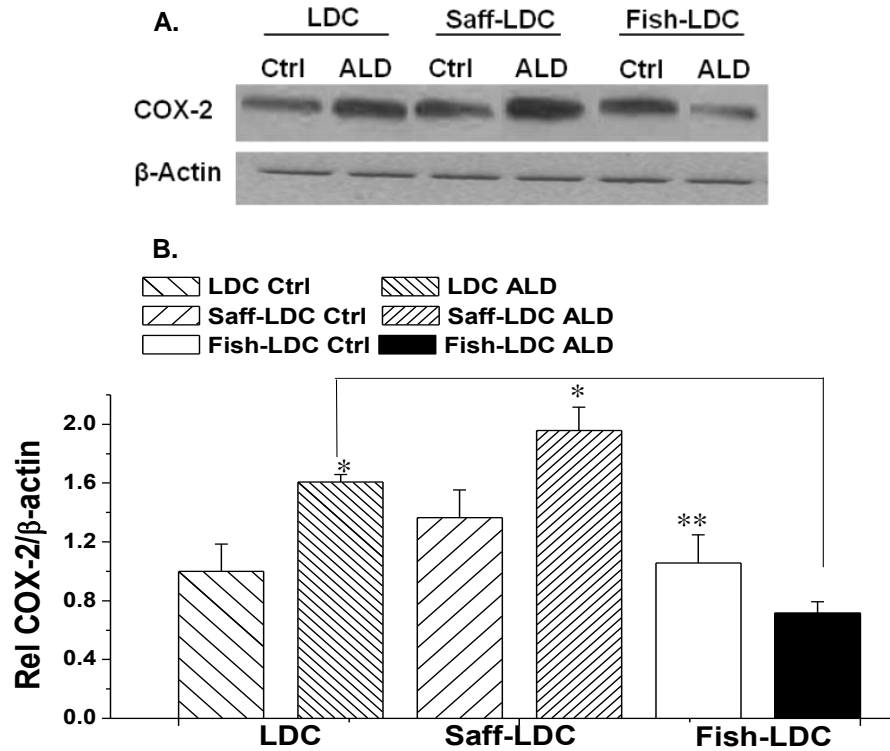 A.
LDC Saff-LDC Fish-LDC
Ctrl ALD Ctrl ALD Ctrl ALD
COX-2
β-Actin
B.
LDC Ctrl LDC ALD
Saff-LDC Ctrl Saff-LDC ALD
Fish-LDC Ctrl Fish-LDC ALD
Rel COX-2/β-actin
2.0
1.6
1.2
0.8
0.4
0.0
*
*
**
LDC Saff-LDC Fish-LDC